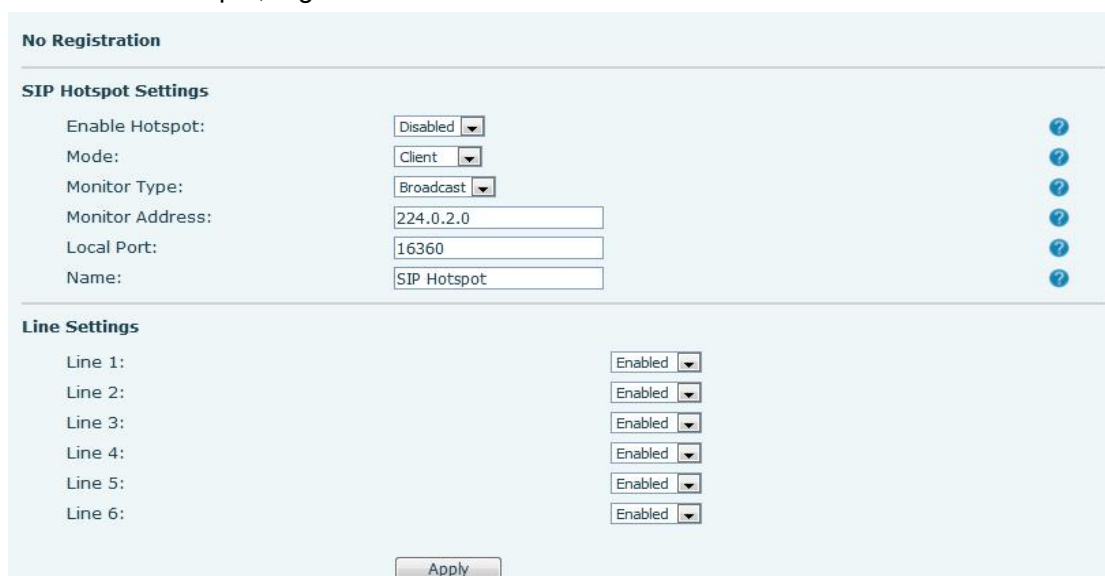 No Registration
SIP Hotspot Settings
Enable Hotspot: Disabled
Mode: Client
Monitor Type: Broadcast
Monitor Address: 224.0.2.0
Local Port: 16360
Name: SIP Hotspot
Line Settings
Line 1: Enabled
Line 2: Enabled
Line 3: Enabled
Line 4: Enabled
Line 5: Enabled
Line 6: Enabled
Apply